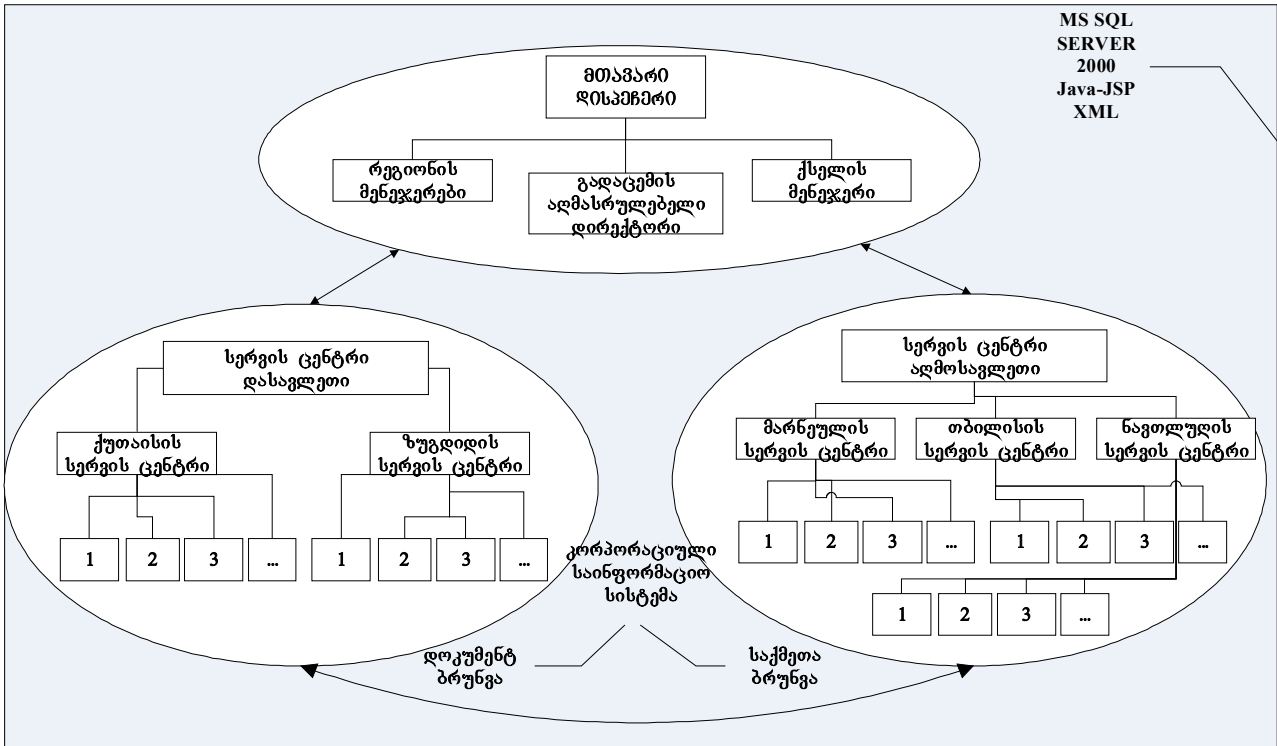 MS SQL
SERVER
2000
Java-JSP
XML
მთავარი
დისპეჩერი
რეგიონის
მენეჯერები
გადაცემის
აღმასრულებელი
დირექტორი
ქსელის
მენეჯერი
სერვის ცენტრი
დასავლეთი
ქუთაისის
სერვის ცენტრი
ზუგდიდის
სერვის ცენტრი
1 2 3 ...
1 2 3 ...
სერვის ცენტრი
აღმოსავლეთი
მარნეულის
სერვის ცენტრი
თბილისის
სერვის ცენტრი
ნავთლუღის
სერვის ცენტრი
1 2 3 ...
1 2 3 ...
1 2 3 ...
კორპორაციული
საინფორმაციო
სისტემა
დოკუმენტ
ბრუნვა
საქმეთა
ბრუნვა